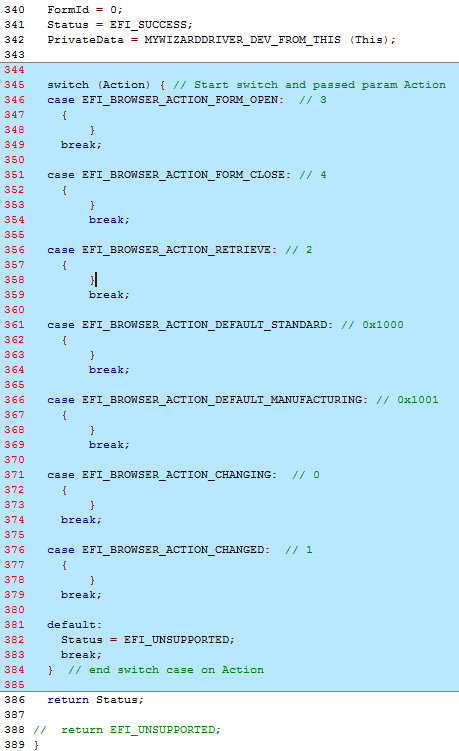 340   FormId = 0;
341   Status = EFI_SUCCESS;
342   PrivateData = MYWIZARDDRIVER_DEV_FROM_THIS (This);
343
344
345   switch (Action) { // Start switch and passed param Action
346   case EFI_BROWSER_ACTION_FORM_OPEN:  // 3
347     {
348         }
349     break;
350
351   case EFI_BROWSER_ACTION_FORM_CLOSE: // 4
352     {
353         }
354         break;
355
356   case EFI_BROWSER_ACTION_RETRIEVE: // 2
357     {
358         }
359         break;
360
361   case EFI_BROWSER_ACTION_DEFAULT_STANDARD: // 0x1000
362     {
363         }
364         break;
365
366   case EFI_BROWSER_ACTION_DEFAULT_MANUFACTURING: // 0x1001
367     {
368         }
369         break;
370
371   case EFI_BROWSER_ACTION_CHANGING:  // 0
372     {
373         }
374     break;
375
376   case EFI_BROWSER_ACTION_CHANGED:  // 1
377     {
378         }
379     break;
380
381   default:
382     Status = EFI_UNSUPPORTED;
383     break;
384   }  // end switch case on Action
385
386   return Status;
387
388 //  return EFI_UNSUPPORTED;
389 }